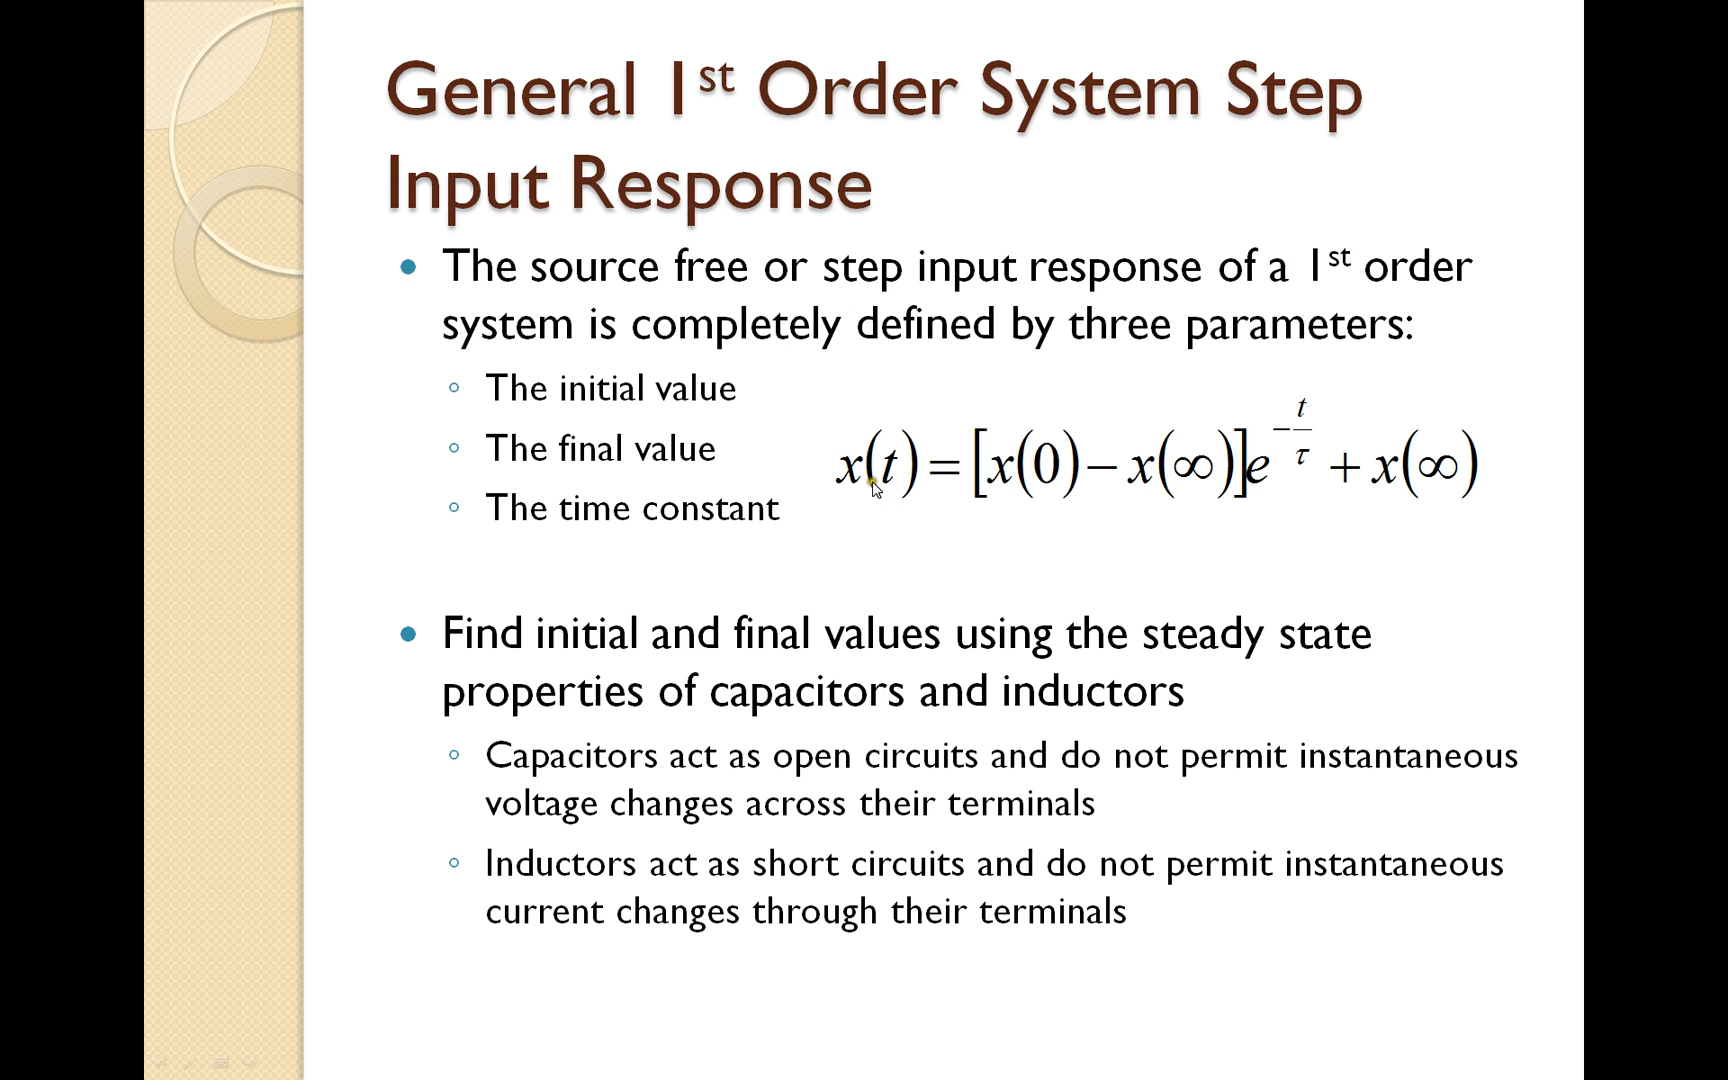 General 1st Order System Step
Input Response
• The source free or step input response of a 1st order
system is completely defined by three parameters:
◦ The initial value
◦ The final value
◦ The time constant
x(t) = [x(0) − x(∞)]e^(−t/τ) + x(∞)
• Find initial and final values using the steady state
properties of capacitors and inductors
◦ Capacitors act as open circuits and do not permit instantaneous
voltage changes across their terminals
◦ Inductors act as short circuits and do not permit instantaneous
current changes through their terminals